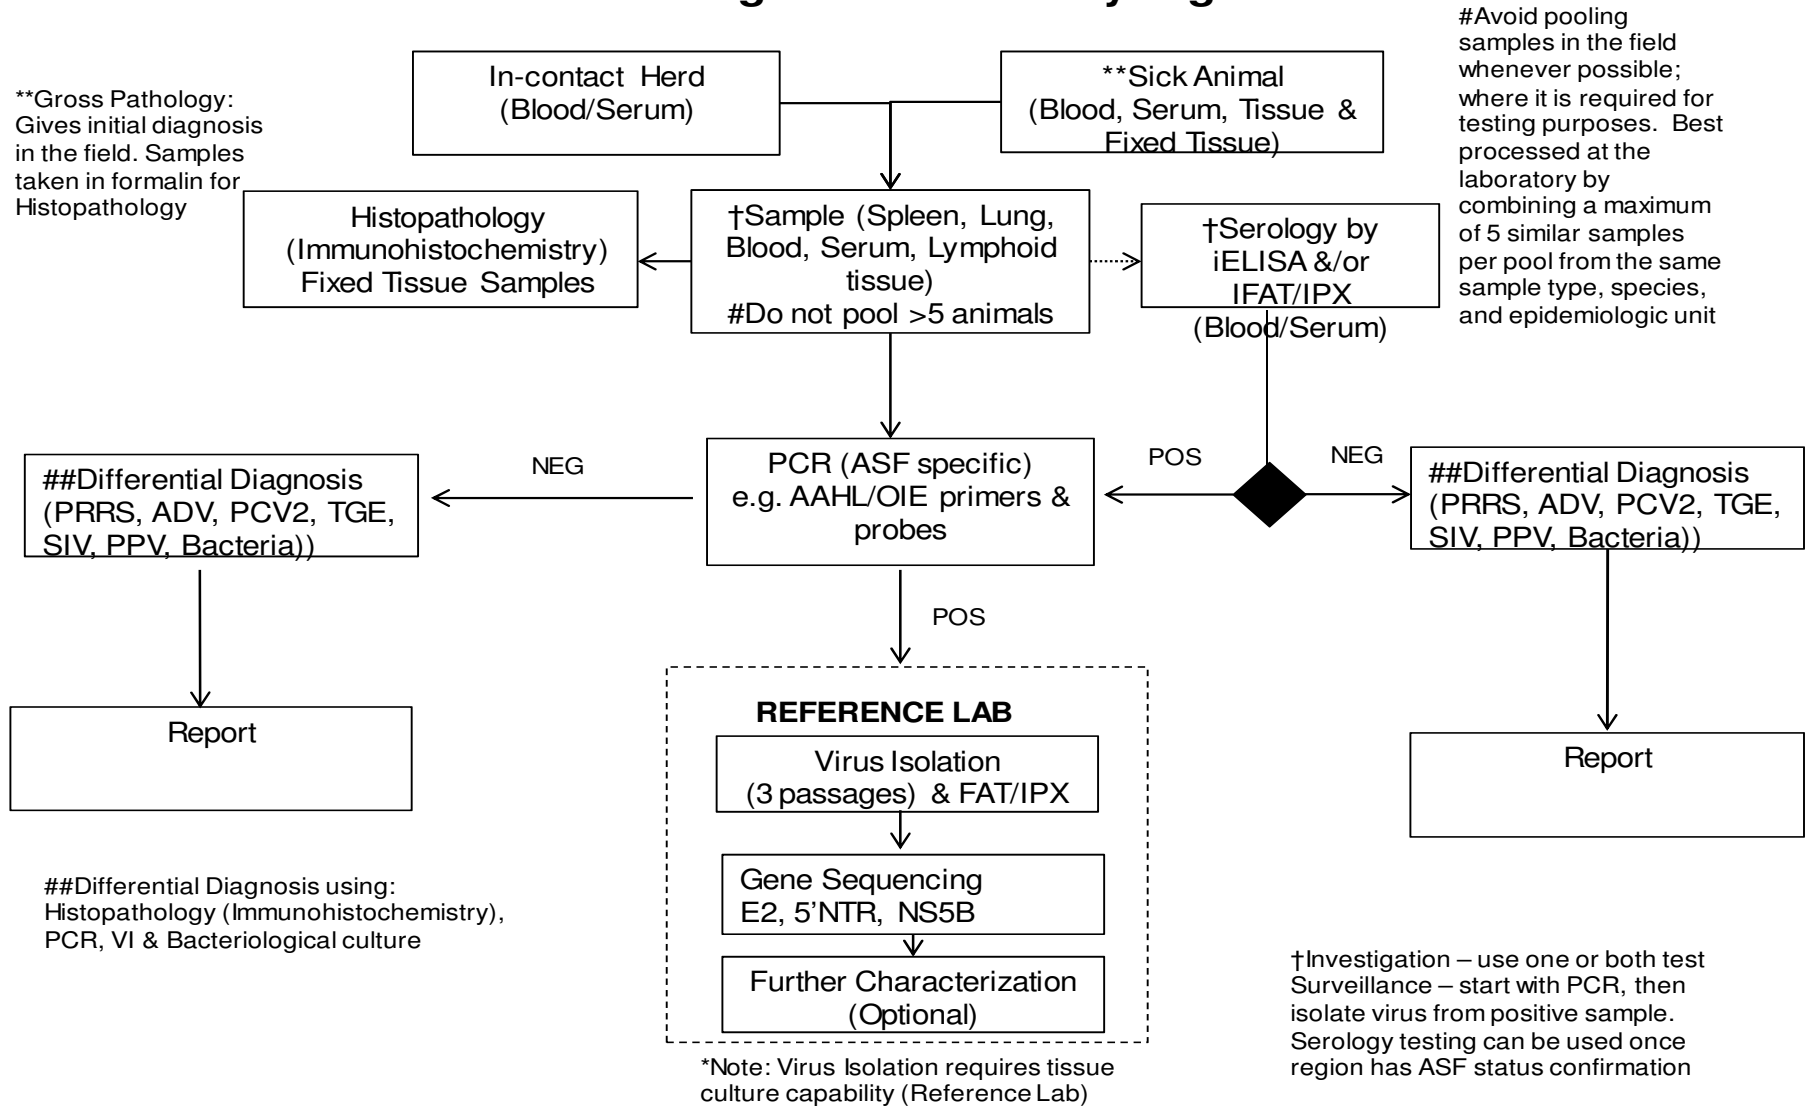 #Avoid pooling
samples in the field
whenever possible;
where it is required for
testing purposes. Best
processed at the
laboratory by
combining a maximum
of 5 similar samples
per pool from the same
sample type, species,
and epidemiologic unit
In-contact Herd
(Blood/Serum)
**Sick Animal
(Blood, Serum, Tissue &
Fixed Tissue)
**Gross Pathology:
Gives initial diagnosis
in the field. Samples
taken in formalin for
Histopathology
Histopathology
(Immunohistochemistry)
Fixed Tissue Samples
†Sample (Spleen, Lung,
Blood, Serum, Lymphoid
tissue)
#Do not pool >5 animals
†Serology by
iELISA &/or
IFAT/IPX
(Blood/Serum)
##Differential Diagnosis
(PRRS, ADV, PCV2, TGE,
SIV, PPV, Bacteria))
NEG
PCR (ASF specific)
e.g. AAHL/OIE primers &
probes
POS
NEG
##Differential Diagnosis
(PRRS, ADV, PCV2, TGE,
SIV, PPV, Bacteria))
POS
Report
REFERENCE LAB
Virus Isolation
(3 passages) & FAT/IPX
Gene Sequencing
E2, 5’NTR, NS5B
Further Characterization
(Optional)
Report
##Differential Diagnosis using:
Histopathology (Immunohistochemistry),
PCR, VI & Bacteriological culture
*Note: Virus Isolation requires tissue
culture capability (Reference Lab)
†Investigation – use one or both test
Surveillance – start with PCR, then
isolate virus from positive sample.
Serology testing can be used once
region has ASF status confirmation